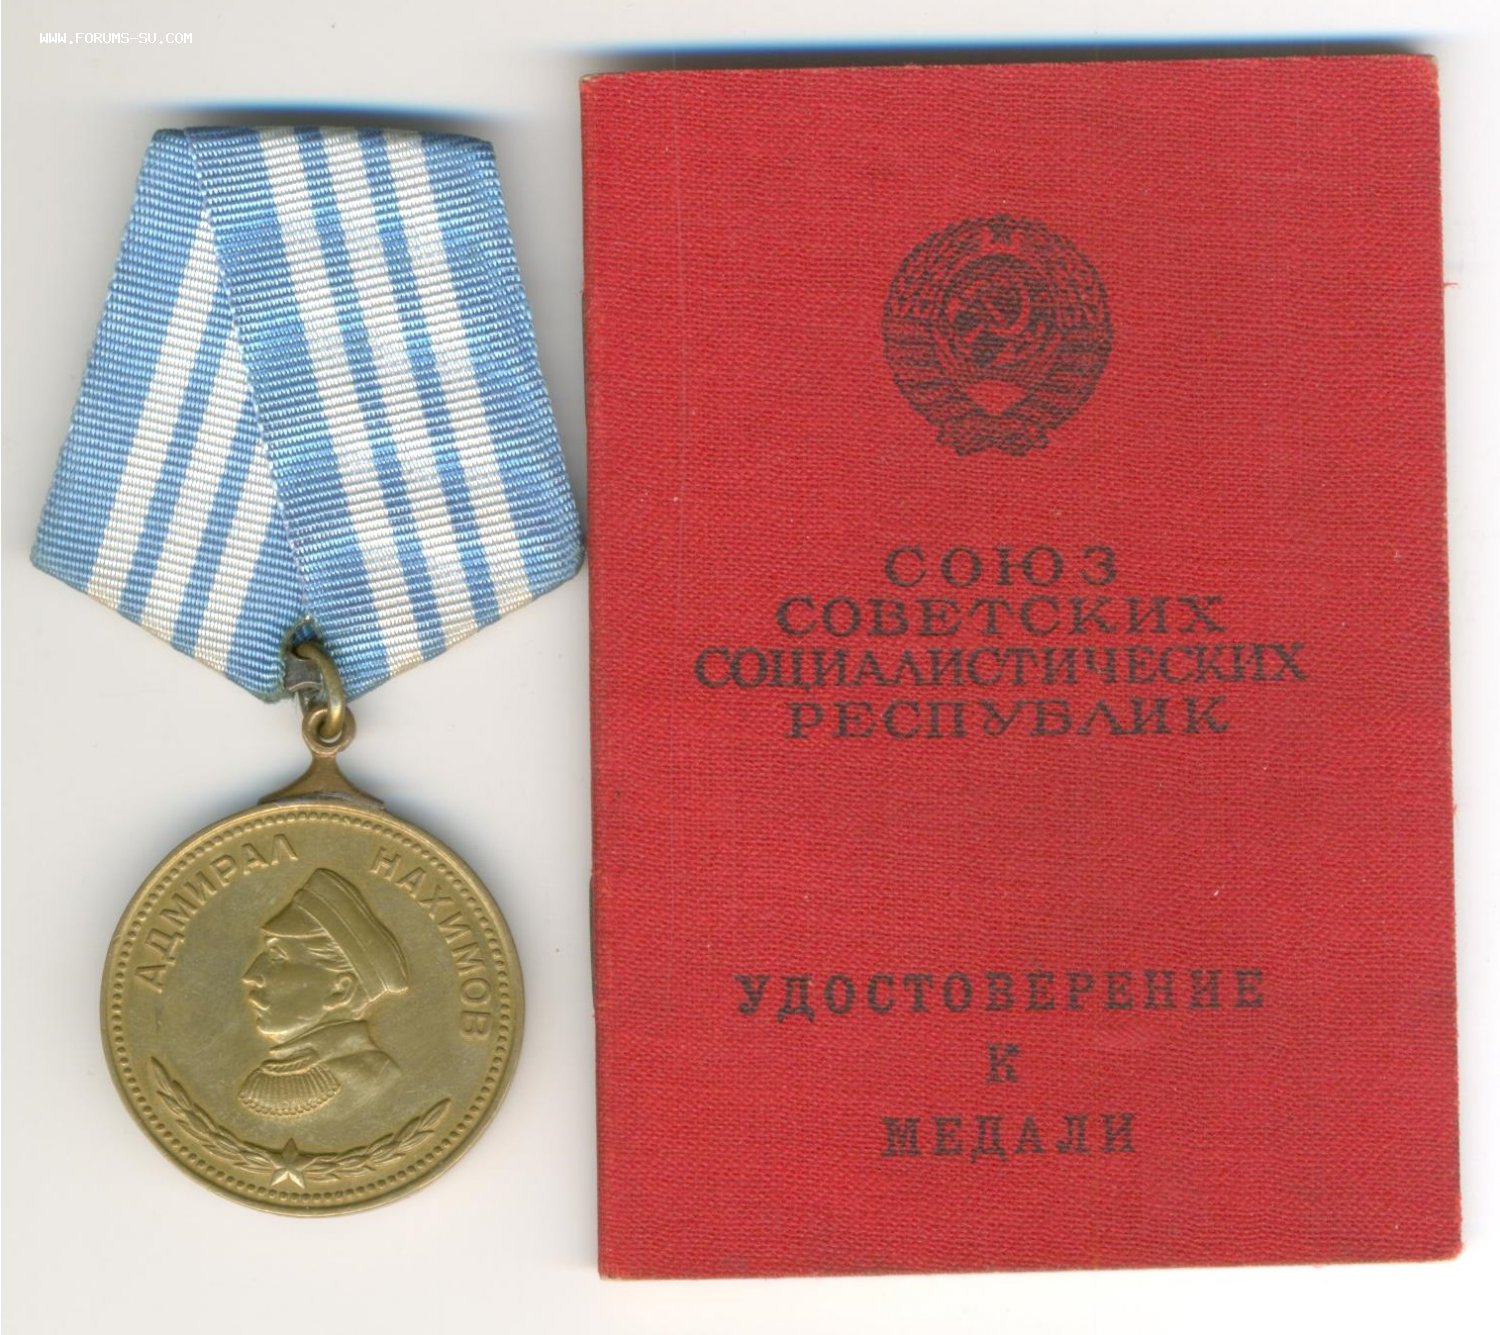 WWW.FORUMS-SU.COM
АДМИРАЛ НАХИМОВ
СОЮЗ
СОВЕТСКИХ
СОЦИАЛИСТИЧЕСКИХ
РЕСПУБЛИК
УДОСТОВЕРЕНИЕ
К
МЕДАЛИ